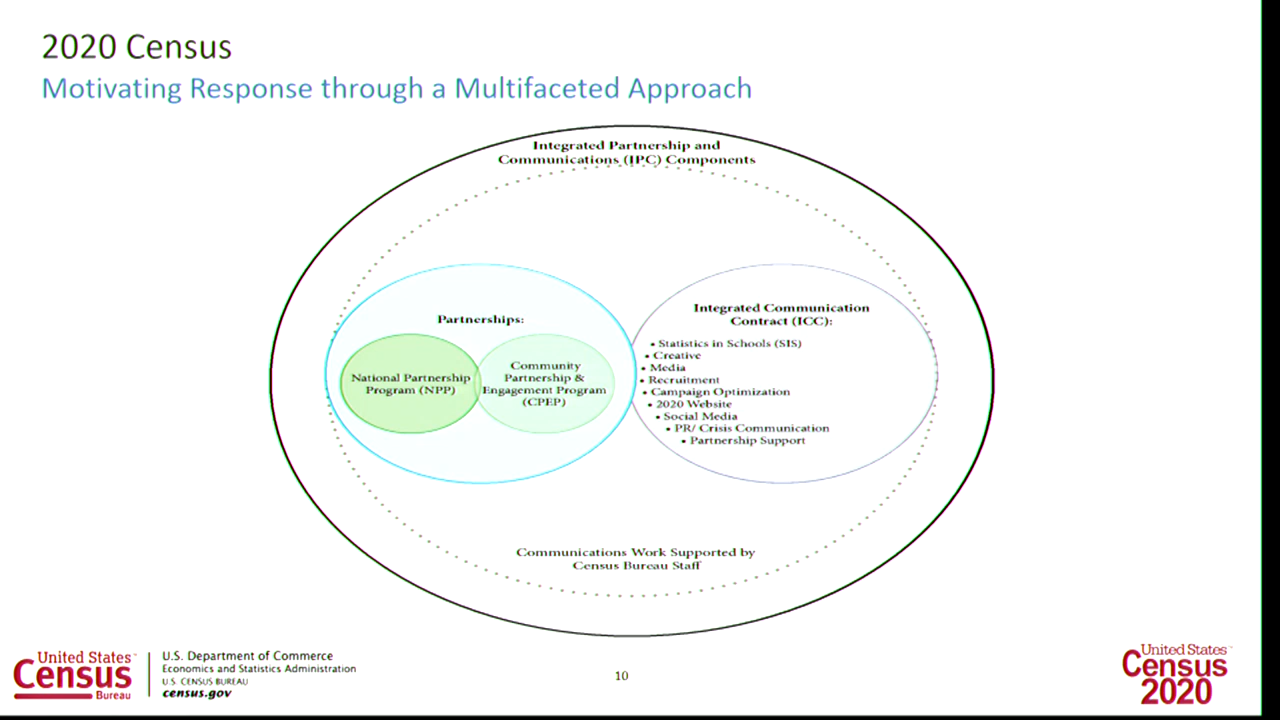 2020 Census
Motivating Response through a Multifaceted Approach
Integrated Partnership and
Communications (IPC) Components
Partnerships:
National Partnership
Program (NPP)
Community
Partnership &
Engagement Program
(CPEP)
Integrated Communication
Contract (ICC):
• Statistics in Schools (SIS)
• Creative
• Media
• Recruitment
• Campaign Optimization
• 2020 Website
• Social Media
• PR/ Crisis Communication
• Partnership Support
Communications Work Supported by
Census Bureau Staff
United States™
Census
Bureau
U.S. Department of Commerce
Economics and Statistics Administration
U.S. CENSUS BUREAU
census.gov
10
United States™
Census
2020